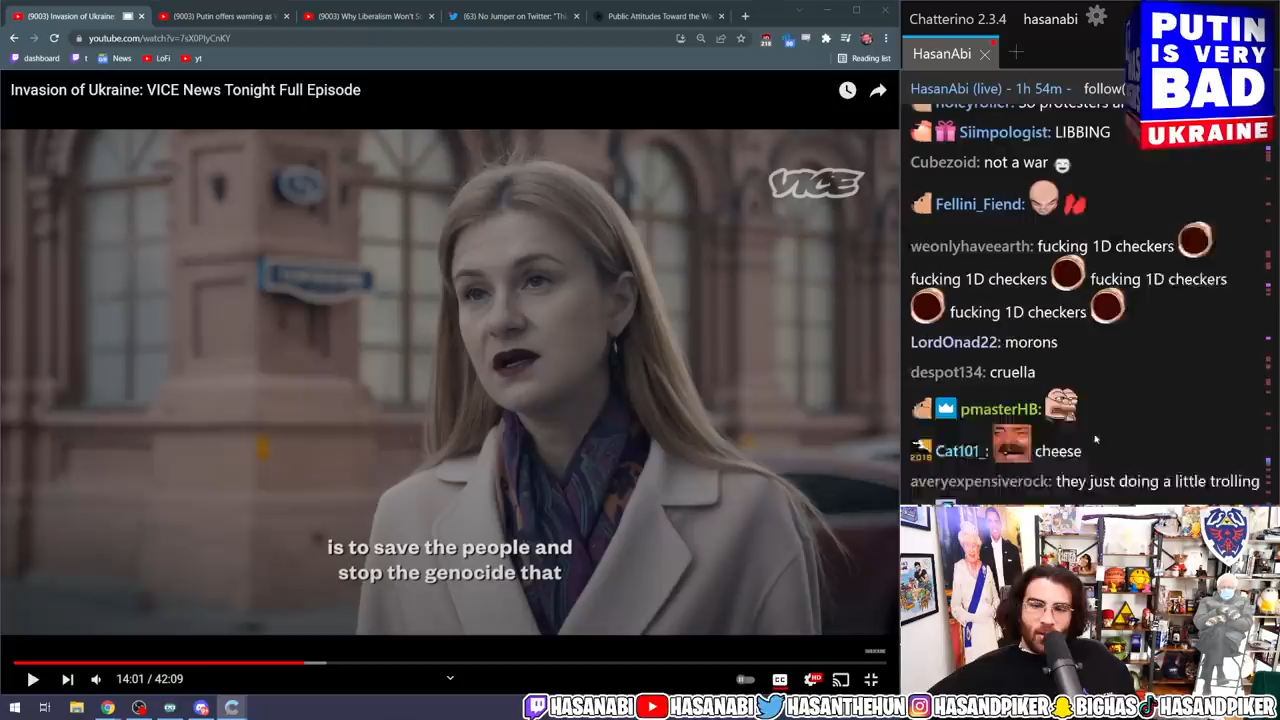 (9003) Invasion of Ukraine:
(9003) Putin offers warning as
(9003) Why Liberalism Won't S
(63) No Jumper on Twitter: "Th
Public Attitudes Toward the W
youtube.com/watch?v=7sX0PIyCnKY
dashboard
t
News
LoFi
yt
Reading list
Invasion of Ukraine: VICE News Tonight Full Episode
VICE
is to save the people and
stop the genocide that
14:01 / 42:09
CC
HD
Chatterino 2.3.4
hasanabi
HasanAbi
HasanAbi (live) - 1h 54m -
follow(
PUTIN
IS VERY
BAD
UKRAINE
Siimpologist: LIBBING
Cubezoid: not a war
Fellini_Fiend:
weonlyhaveearth: fucking 1D checkers
fucking 1D checkers fucking 1D checkers
fucking 1D checkers
LordOnad22: morons
despot134: cruella
pmasterHB:
2018 Cat101_: cheese
averyexpensiverock: they just doing a little trolling
HASANABI HASANABI HASANTHEHUN HASANDPIKER BIGHAS HASANDPIKER